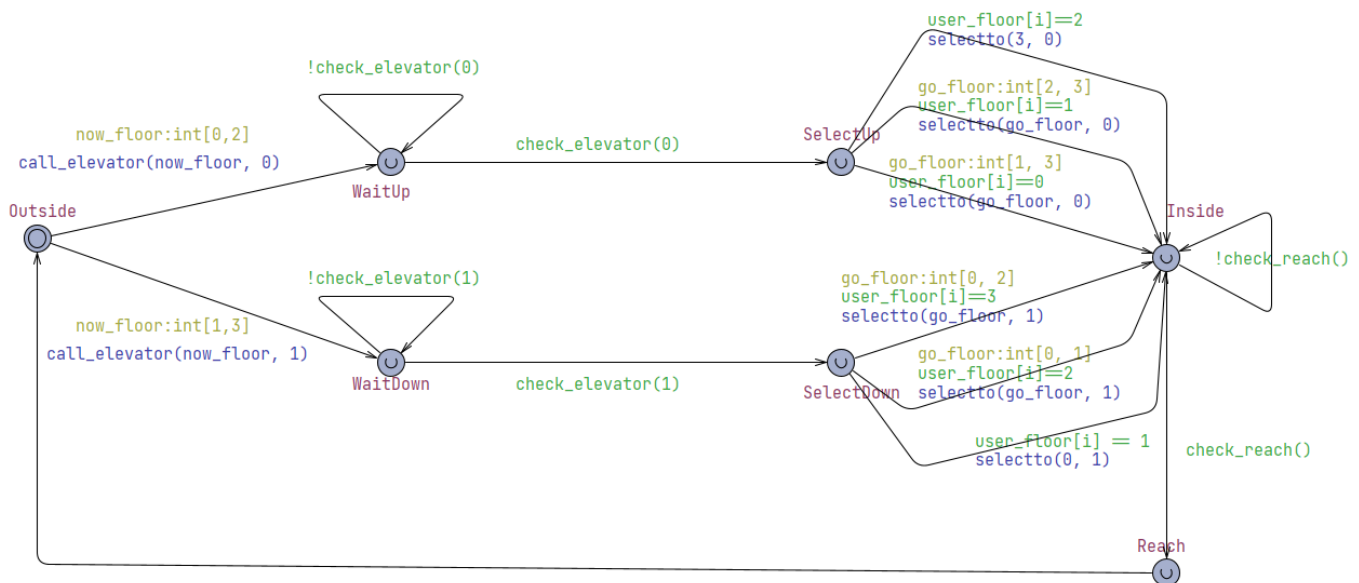 user_floor[i]==2
selectto(3, 0)
!check_elevator(0)
go_floor:int[2, 3]
user_floor[i]==1
selectto(go_floor, 0)
SelectUp
now_floor:int[0,2]
call_elevator(now_floor, 0)
check_elevator(0)
go_floor:int[1, 3]
user_floor[i]==0
selectto(go_floor, 0)
WaitUp
Outside
Inside
!check_reach()
!check_elevator(1)
go_floor:int[0, 2]
user_floor[i]==3
selectto(go_floor, 1)
now_floor:int[1,3]
call_elevator(now_floor, 1)
go_floor:int[0, 1]
user_floor[i]==2
selectto(go_floor, 1)
WaitDown
check_elevator(1)
SelectDown
user_floor[i] == 1
selectto(0, 1)
check_reach()
Reach